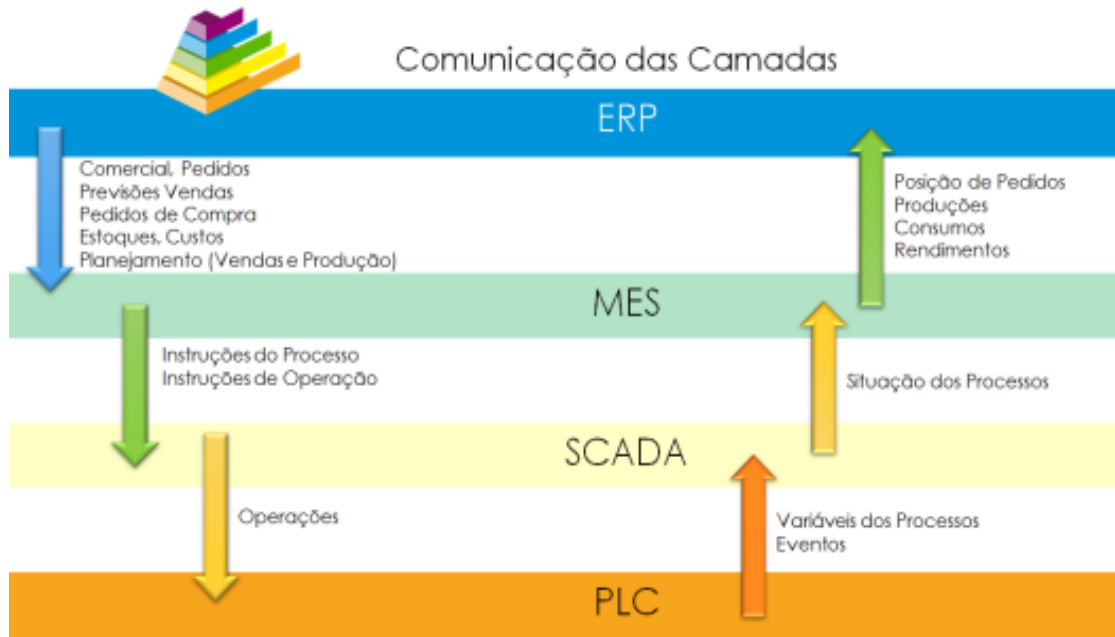 Comunicação das Camadas
ERP
Comercial, Pedidos
Previsões Vendas
Pedidos de Compra
Estoques, Custos
Planejamento (Vendas e Produção)
Posição de Pedidos
Produções
Consumos
Rendimentos
MES
Instruções do Processo
Instruções de Operação
Situação dos Processos
SCADA
Operações
Variáveis dos Processos
Eventos
PLC